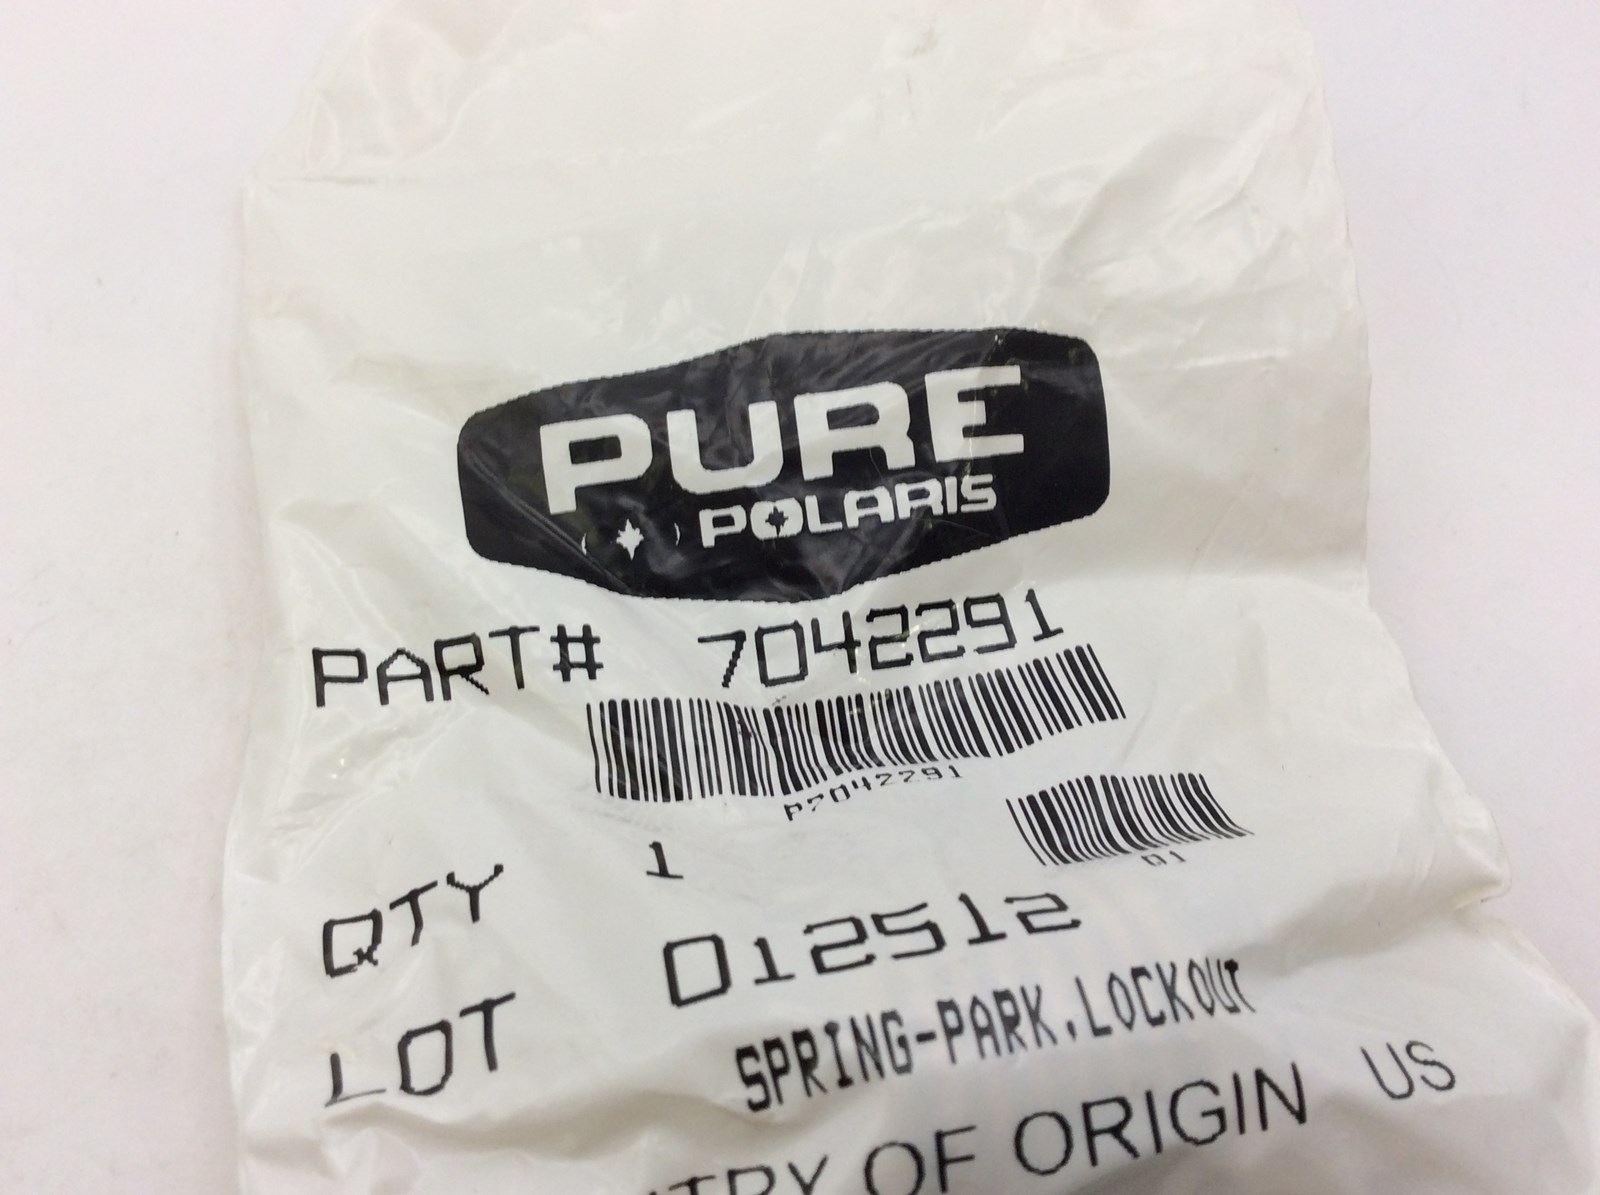 PURE
POLARIS
PART# 7042291
P7042291
QTY 1
01
LOT 012512
SPRING-PARK,LOCKOUT
OF ORIGIN US